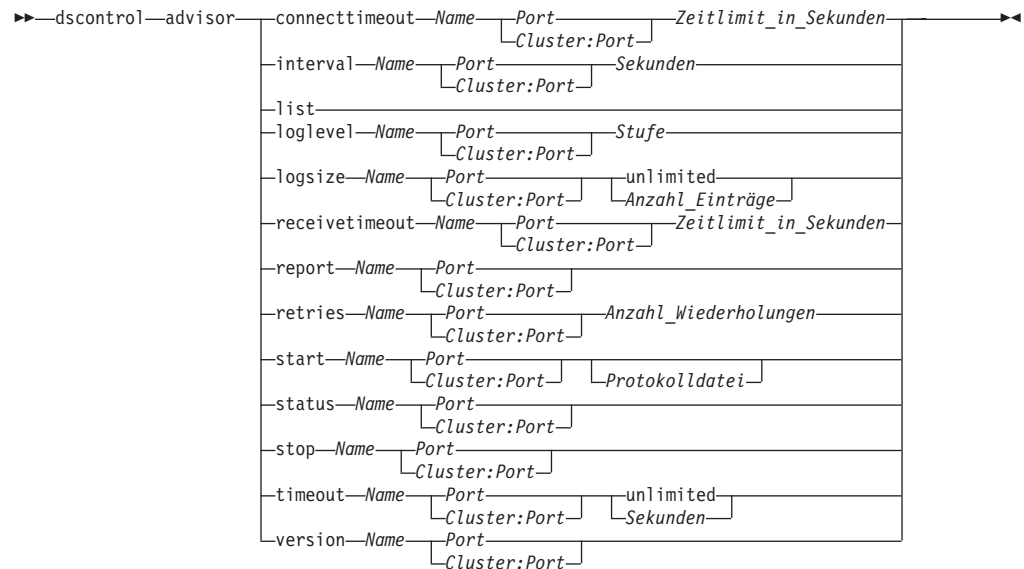 dscontrol advisor connecttimeout Name Port Zeitlimit_in_Sekunden
Cluster:Port
interval Name Port Sekunden
Cluster:Port
list
loglevel Name Port Stufe
Cluster:Port
logsize Name Port unlimited
Cluster:Port Anzahl_Einträge
receivetimeout Name Port Zeitlimit_in_Sekunden
Cluster:Port
report Name Port
Cluster:Port
retries Name Port Anzahl_Wiederholungen
Cluster:Port
start Name Port
Cluster:Port Protokolldatei
status Name Port
Cluster:Port
stop Name Port
Cluster:Port
timeout Name Port unlimited
Cluster:Port Sekunden
version Name Port
Cluster:Port